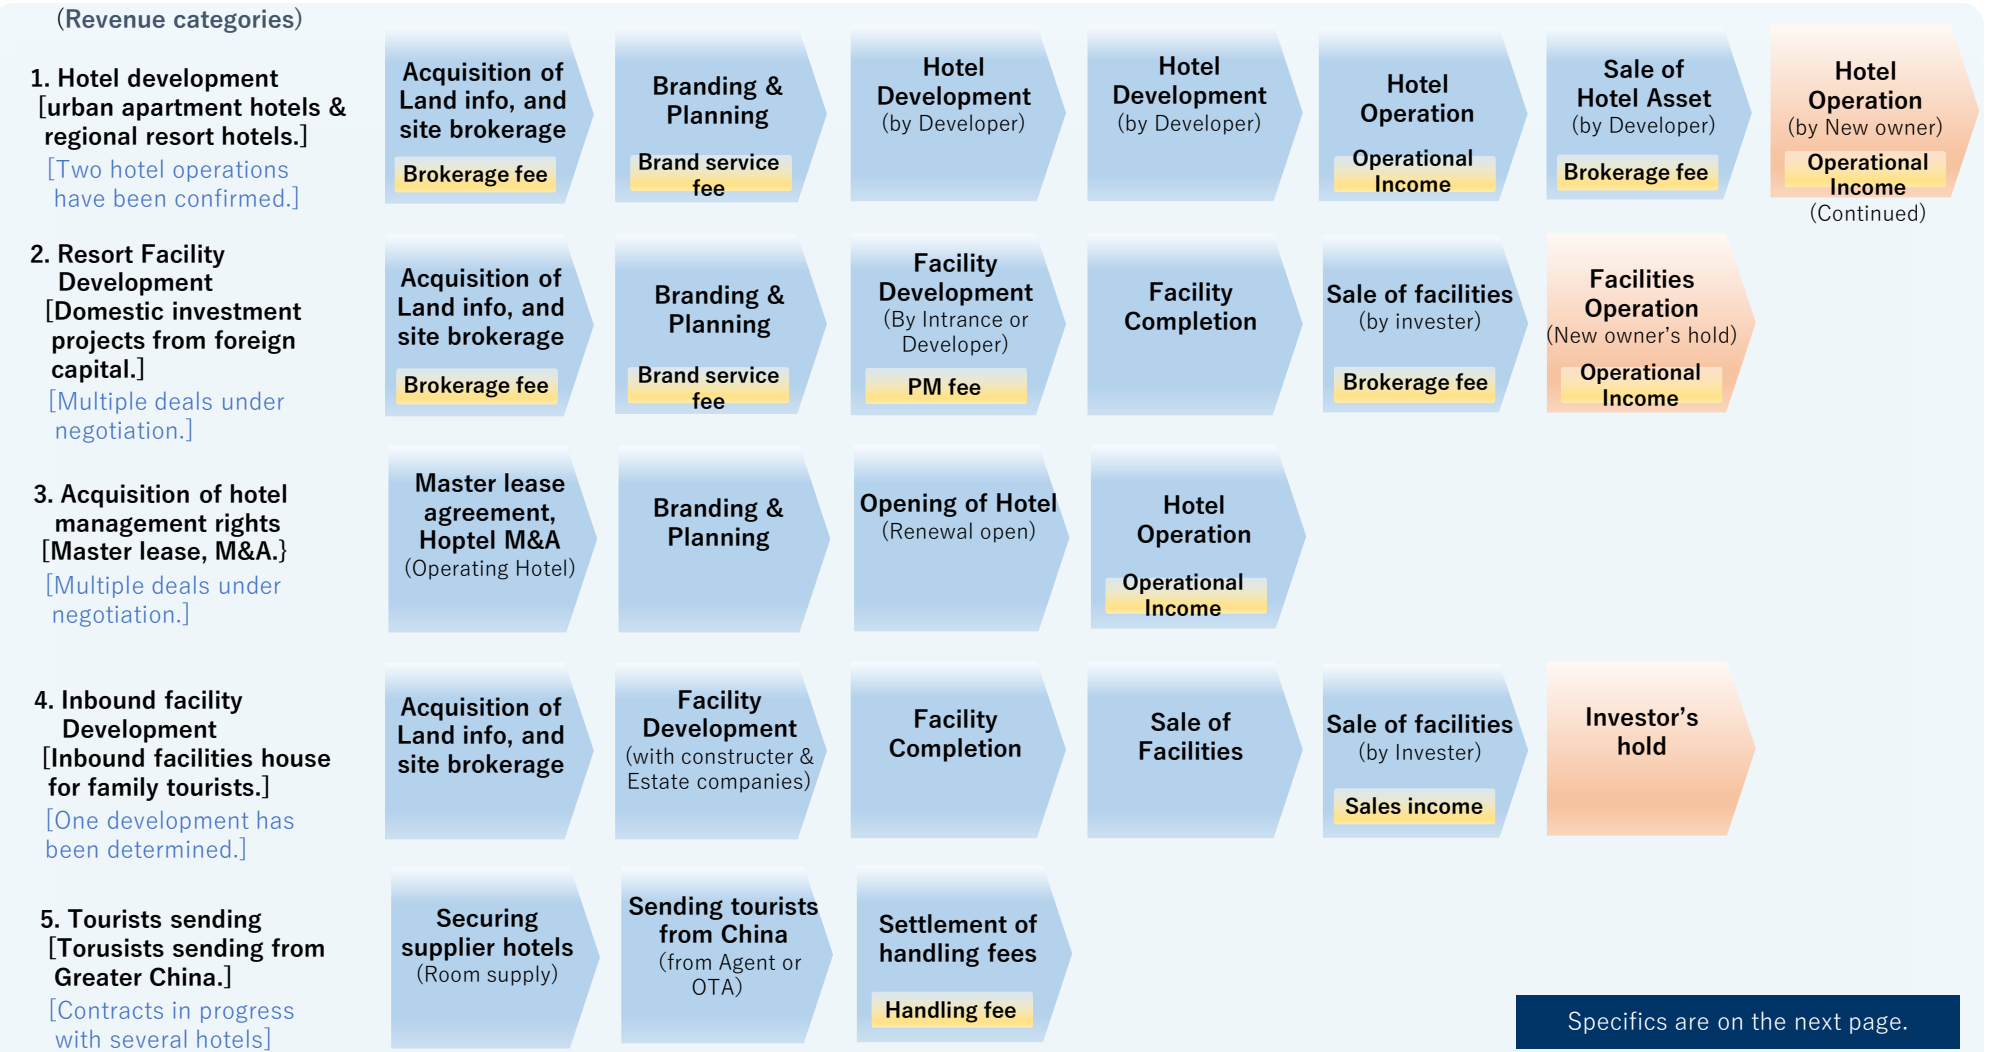 (Revenue categories)
1. Hotel development
[urban apartment hotels &
regional resort hotels.]
[Two hotel operations
have been confirmed.]
Acquisition of
Land info, and
site brokerage
Brokerage fee
Branding &
Planning
Brand service
fee
Hotel
Development
(by Developer)
Hotel
Development
(by Developer)
Hotel
Operation
Operational
Income
Sale of
Hotel Asset
(by Developer)
Brokerage fee
Hotel
Operation
(by New owner)
Operational
Income
(Continued)
2. Resort Facility
Development
[Domestic investment
projects from foreign
capital.]
[Multiple deals under
negotiation.]
Acquisition of
Land info, and
site brokerage
Brokerage fee
Branding &
Planning
Brand service
fee
Facility
Development
(By Intrance or
Developer)
PM fee
Facility
Completion
Sale of facilities
(by invester)
Brokerage fee
Facilities
Operation
(New owner's hold)
Operational
Income
3. Acquisition of hotel
management rights
[Master lease, M&A.}
[Multiple deals under
negotiation.]
Master lease
agreement,
Hoptel M&A
(Operating Hotel)
Branding &
Planning
Opening of Hotel
(Renewal open)
Hotel
Operation
Operational
Income
4. Inbound facility
Development
[Inbound facilities house
for family tourists.]
[One development has
been determined.]
Acquisition of
Land info, and
site brokerage
Facility
Development
(with constructer &
Estate companies)
Facility
Completion
Sale of
Facilities
Sale of facilities
(by Invester)
Sales income
Investor's
hold
5. Tourists sending
[Torusists sending from
Greater China.]
[Contracts in progress
with several hotels]
Securing
supplier hotels
(Room supply)
Sending tourists
from China
(from Agent or
OTA)
Settlement of
handling fees
Handling fee
Specifics are on the next page.